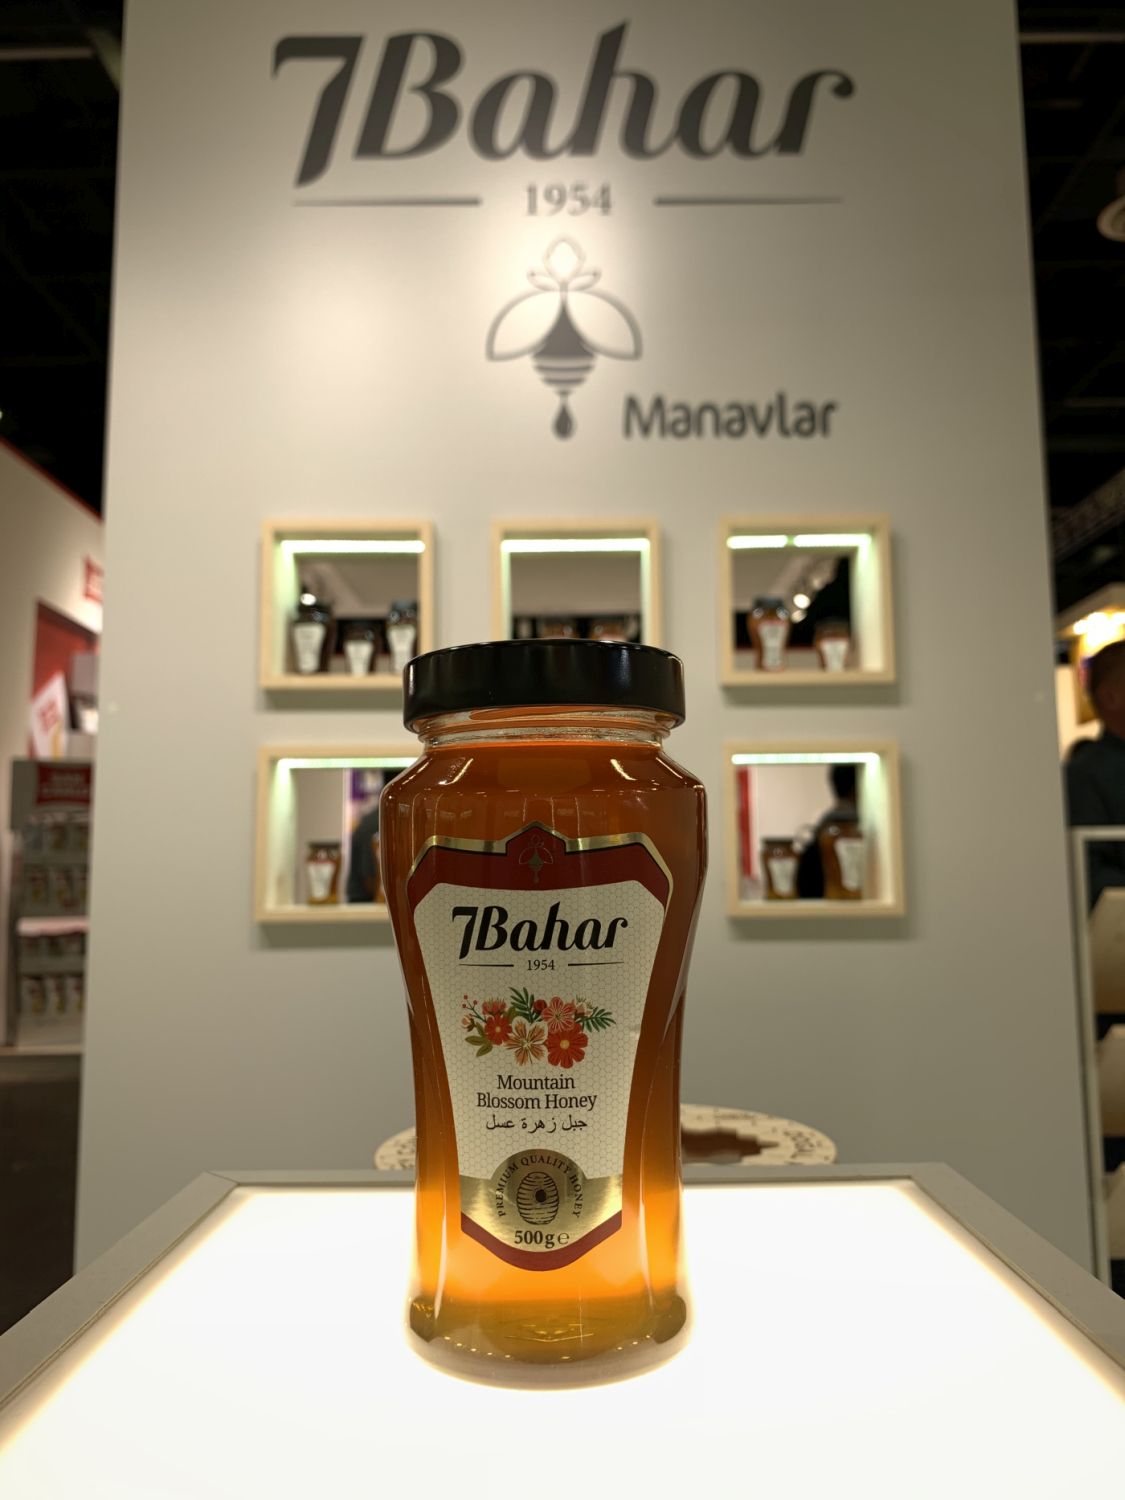 7Bahar
1954
Manavlar
7Bahar
1954
Mountain
Blossom Honey
جبل زهرة عسل
PREMIUM QUALITY HONEY
500g℮